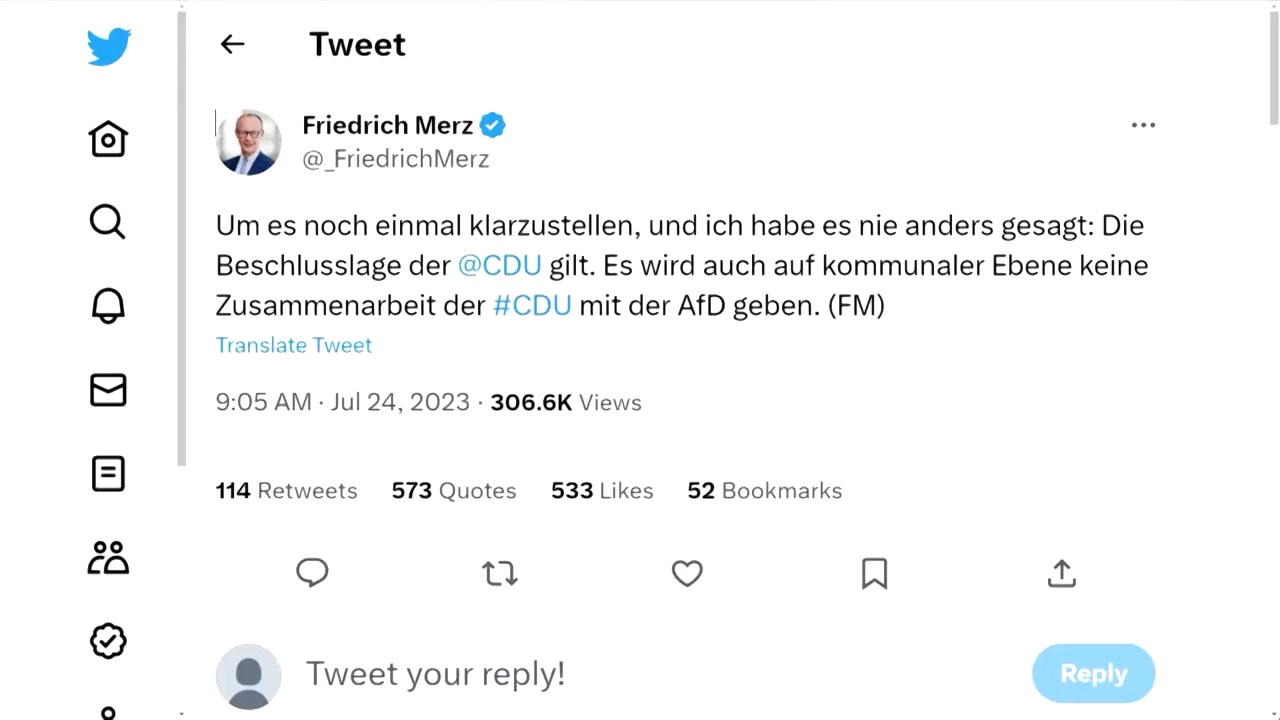 Tweet
Friedrich Merz
@_FriedrichMerz
Um es noch einmal klarzustellen, und ich habe es nie anders gesagt: Die
Beschlusslage der @CDU gilt. Es wird auch auf kommunaler Ebene keine
Zusammenarbeit der #CDU mit der AfD geben. (FM)
Translate Tweet
9:05 AM · Jul 24, 2023 · 306.6K Views
114 Retweets 573 Quotes 533 Likes 52 Bookmarks
Tweet your reply!
Reply